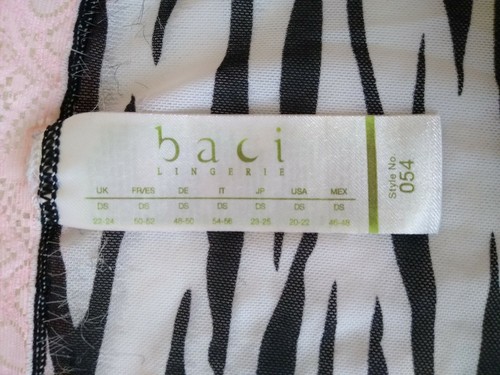 baci
LINGERIE
UK FR/ES DE IT JP USA MEX
DS DS DS DS DS DS DS
22-24 50-52 48-50 54-56 23-25 20-22 46-48
Style No.
054